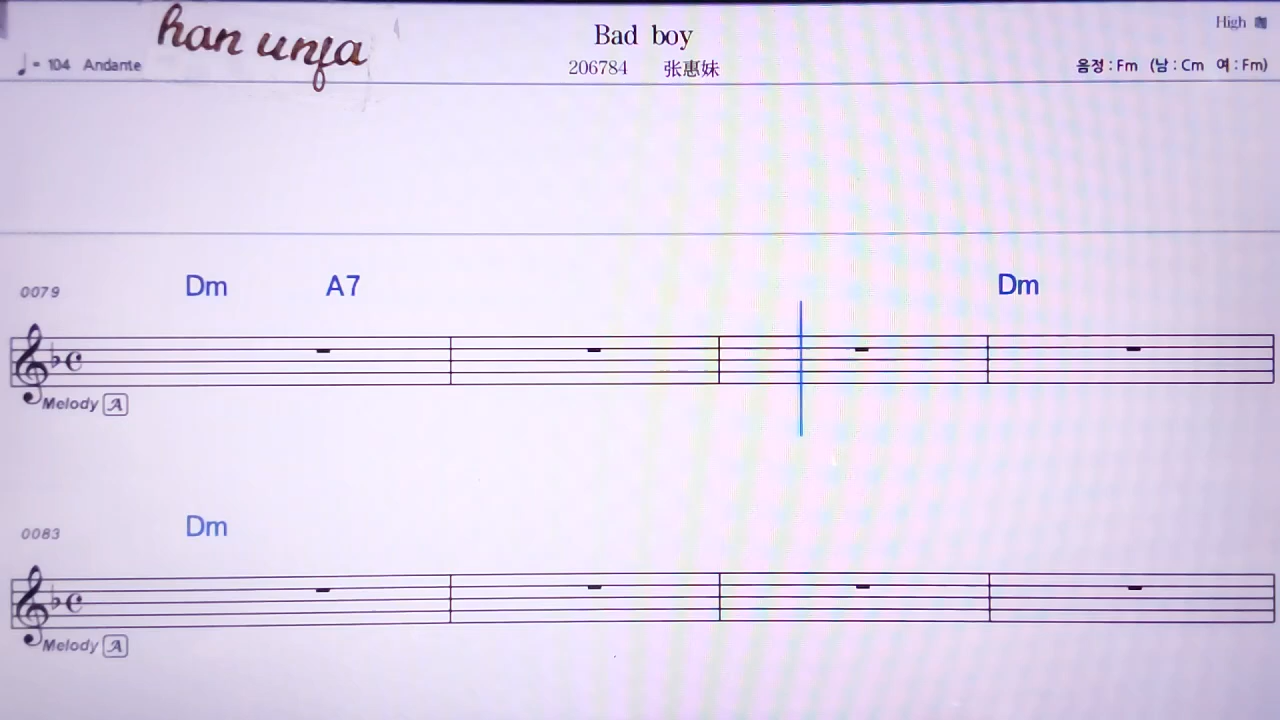 han unja
Bad boy
High
♩= 104 Andante
206784 张惠妹
음정 : Fm (남 : Cm 여 : Fm)
0079 Dm A7 Dm
Melody A
0083 Dm
Melody A